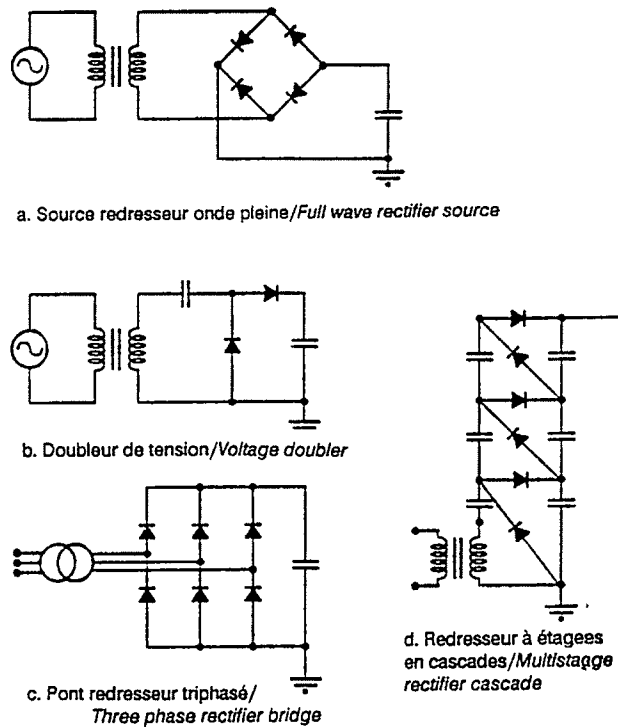 a. Source redresseur onde pleine/Full wave rectifier source
b. Doubleur de tension/Voltage doubler
c. Pont redresseur triphasé/
Three phase rectifier bridge
d. Redresseur à étagees
en cascades/Multistagge
rectifier cascade